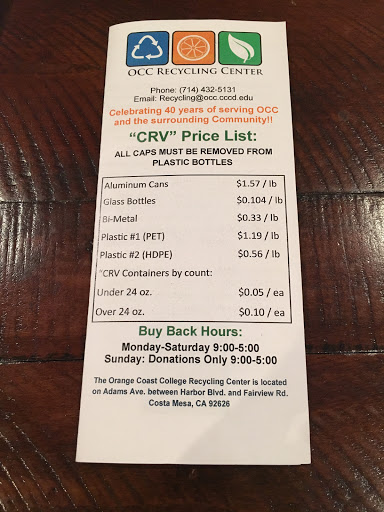 OCC RECYCLING CENTER
Phone: (714) 432-5131
Email: Recycling@occ.cccd.edu
Celebrating 40 years of serving OCC
and the surrounding Community!!
"CRV" Price List:
ALL CAPS MUST BE REMOVED FROM
PLASTIC BOTTLES
Aluminum Cans $1.57 / lb
Glass Bottles $0.104 / lb
Bi-Metal $0.33 / lb
Plastic #1 (PET) $1.19 / lb
Plastic #2 (HDPE) $0.56 / lb
"CRV Containers by count:
Under 24 oz. $0.05 / ea
Over 24 oz. $0.10 / ea
Buy Back Hours:
Monday-Saturday 9:00-5:00
Sunday: Donations Only 9:00-5:00
The Orange Coast College Recycling Center is located
on Adams Ave. between Harbor Blvd. and Fairview Rd.
Costa Mesa, CA 92626